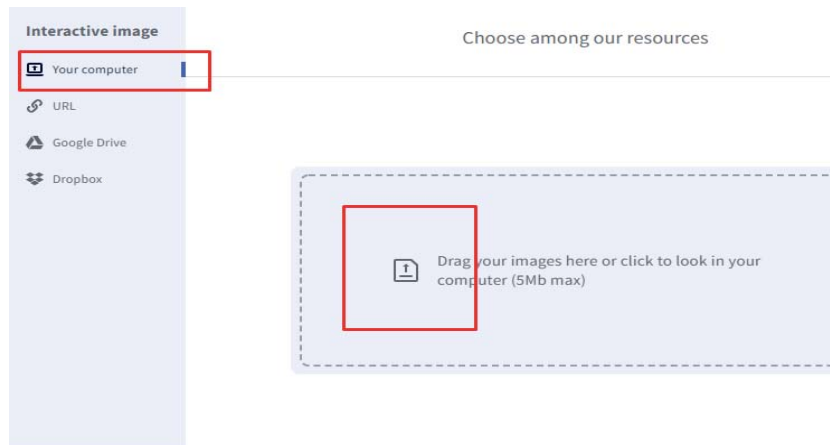 Interactive image
Your computer
URL
Google Drive
Dropbox
Choose among our resources
Drag your images here or click to look in your
computer (5Mb max)